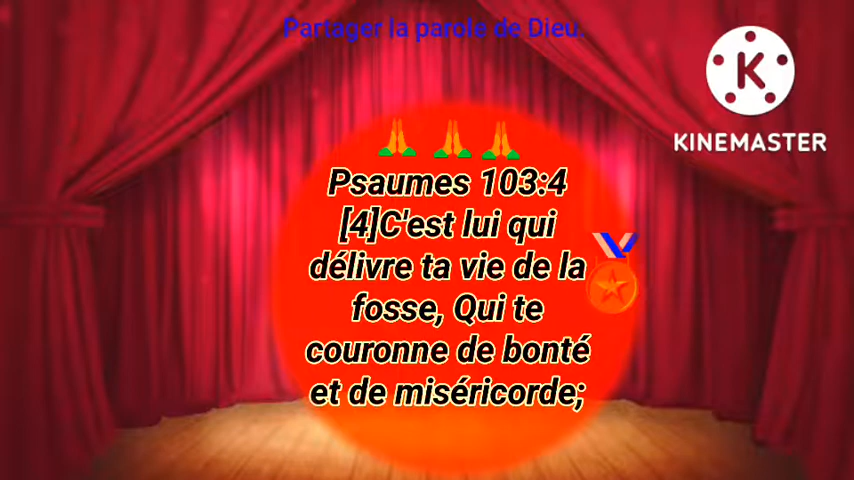 Partager la parole de Dieu.
KINEMASTER
🙏 🙏 🙏
Psaumes 103:4
[4]C'est lui qui
délivre ta vie de la
fosse, Qui te
couronne de bonté
et de miséricorde;